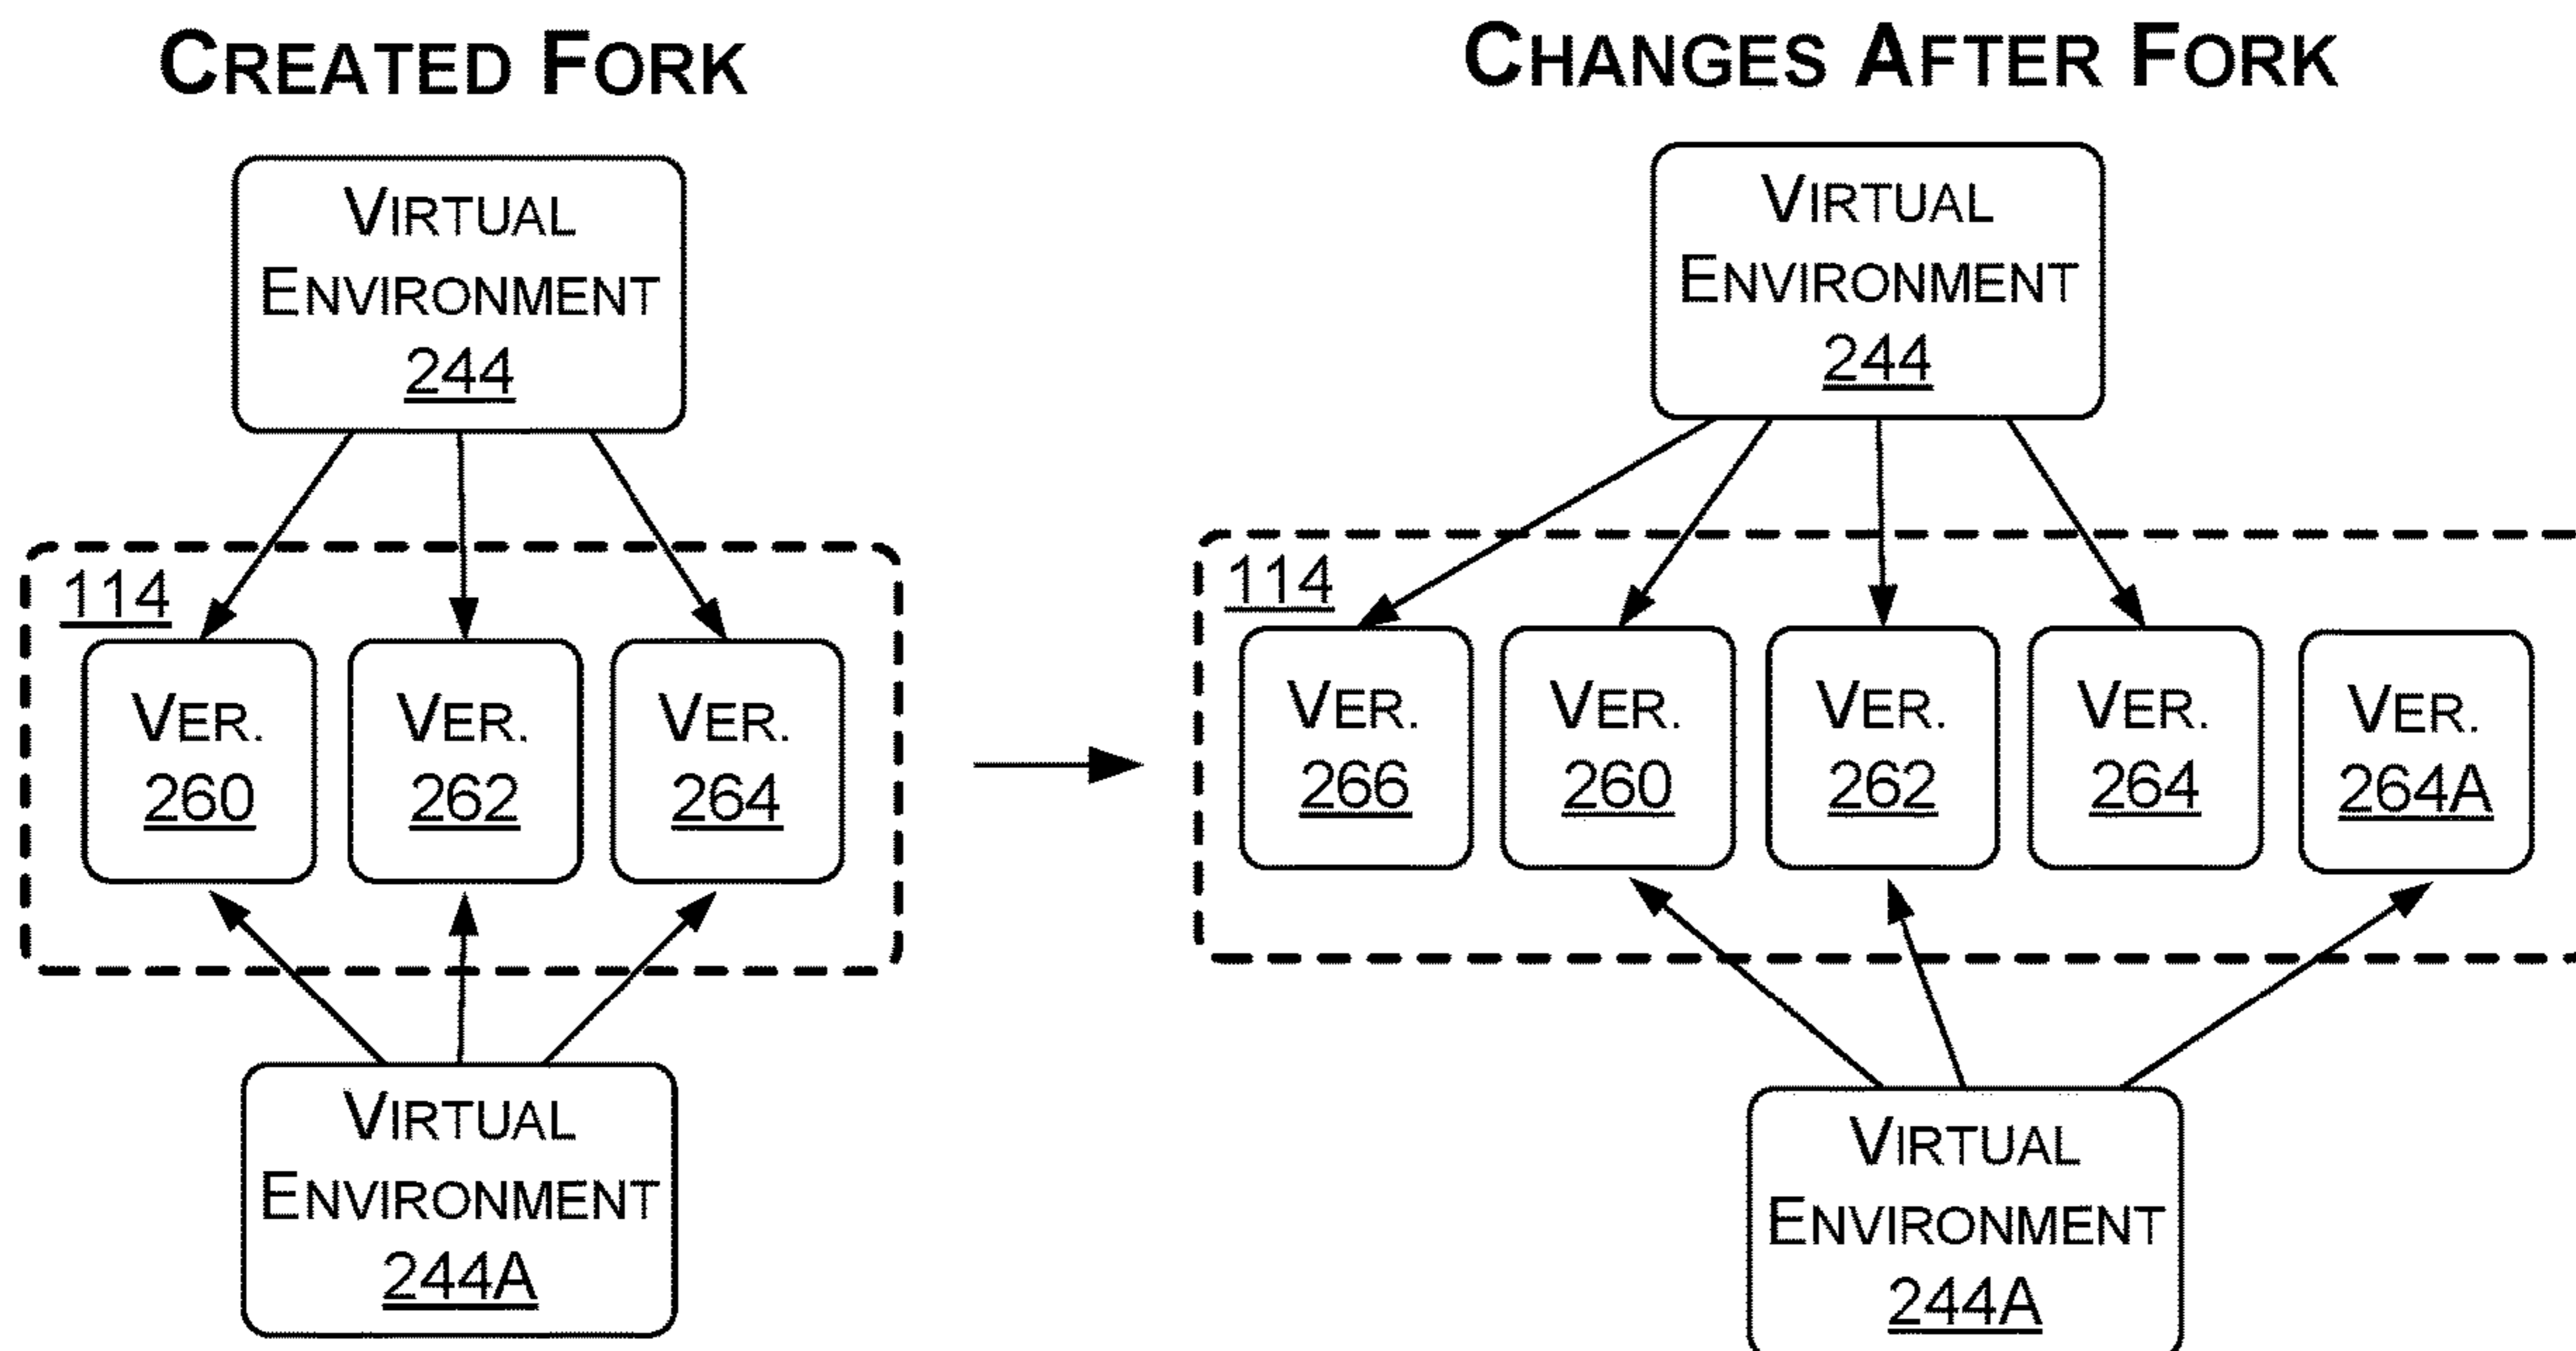 CREATED FORK
VIRTUAL
ENVIRONMENT
244
114
VER.
260
VER.
262
VER.
264
VIRTUAL
ENVIRONMENT
244A
CHANGES AFTER FORK
VIRTUAL
ENVIRONMENT
244
114
VER.
266
VER.
260
VER.
262
VER.
264
VER.
264A
VIRTUAL
ENVIRONMENT
244A